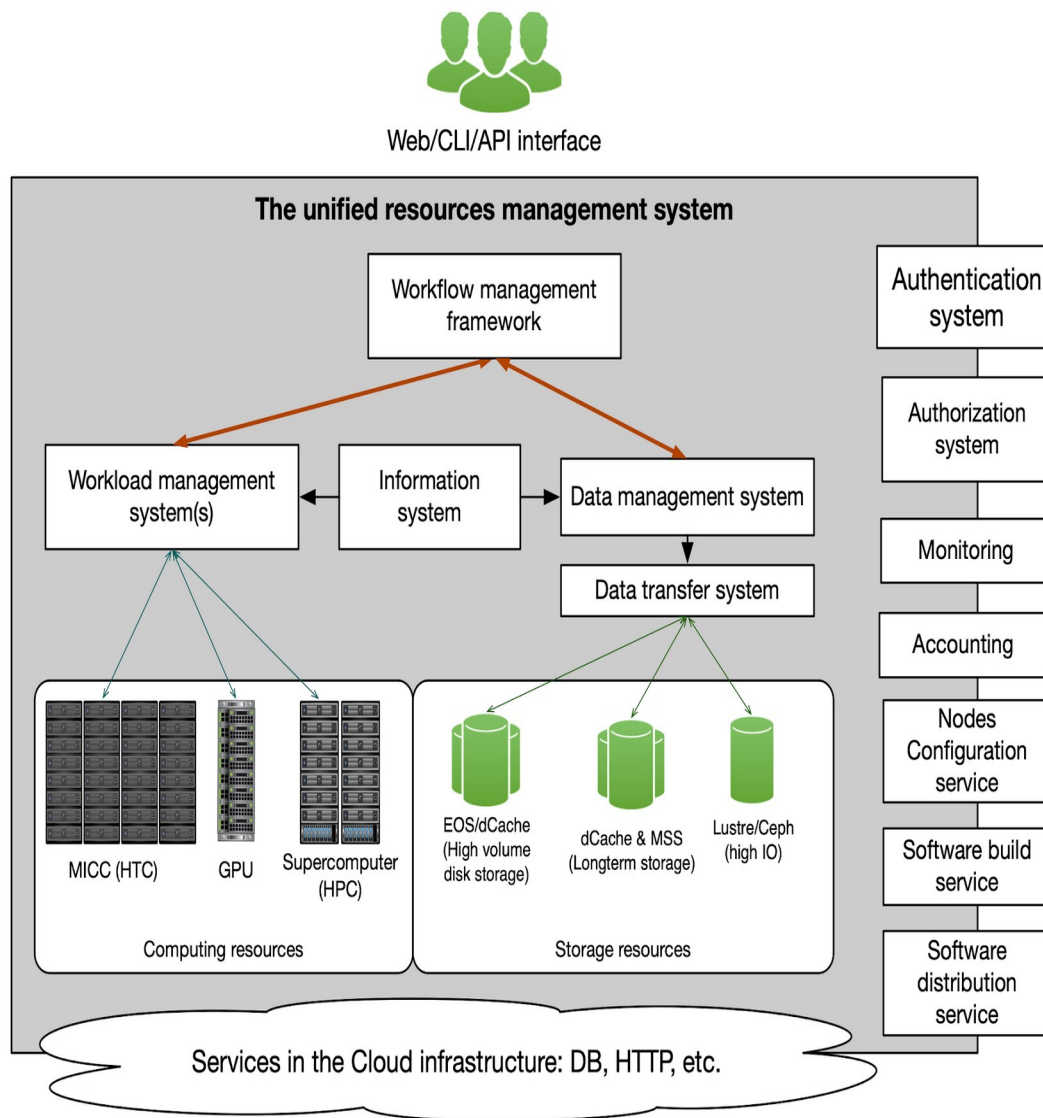 Web/CLI/API interface
The unified resources management system
Workflow management
framework
Workload management
system(s)
Information
system
Data management system
Data transfer system
MICC (HTC)
GPU
Supercomputer
(HPC)
Computing resources
EOS/dCache
(High volume
disk storage)
dCache & MSS
(Longterm storage)
Lustre/Ceph
(high IO)
Storage resources
Authentication
system
Authorization
system
Monitoring
Accounting
Nodes
Configuration
service
Software build
service
Software
distribution
service
Services in the Cloud infrastructure: DB, HTTP, etc.